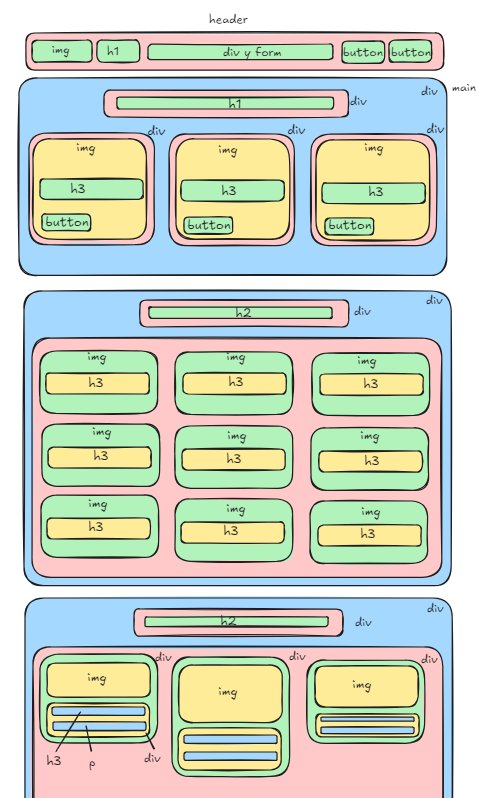 header
img h1 div y form button button
div main
h1 div
div div div
img img img
h3 h3 h3
button button button
div
h2 div
img img img
h3 h3 h3
img img img
h3 h3 h3
img img img
h3 h3 h3
div
h2 div
div div div
img img img
h3 p div